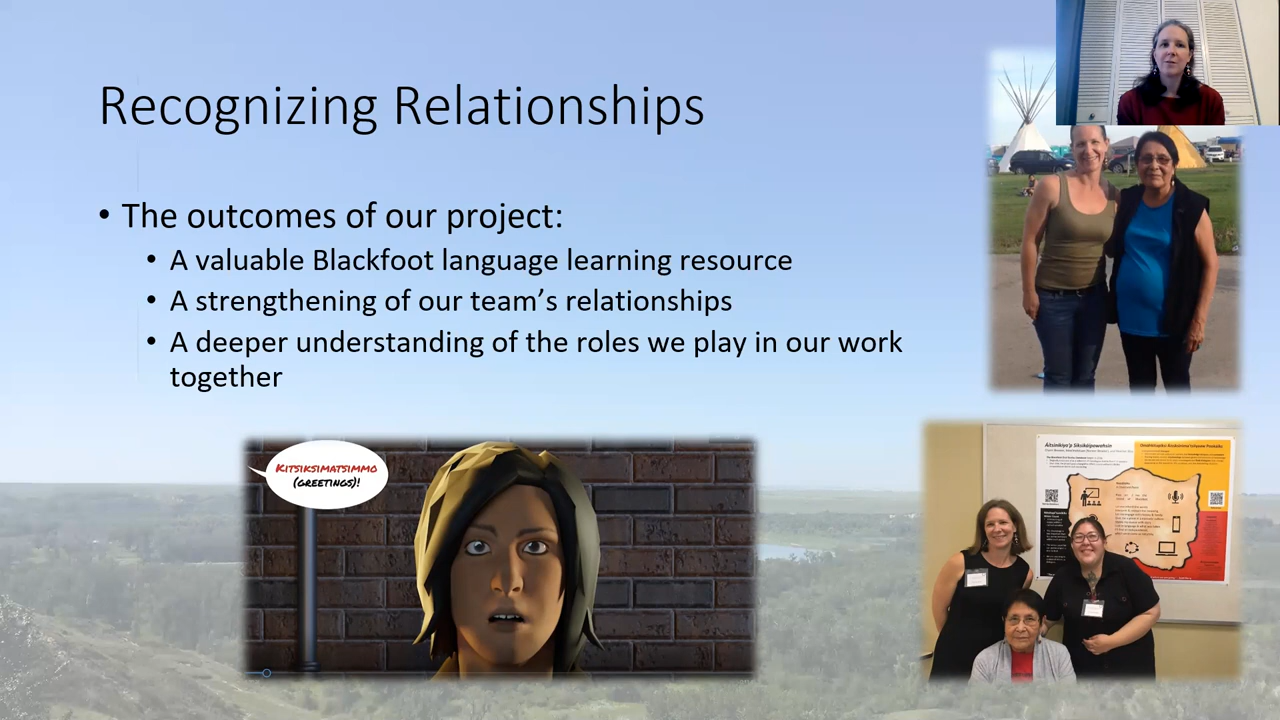 Recognizing Relationships
• The outcomes of our project:
• A valuable Blackfoot language learning resource
• A strengthening of our team’s relationships
• A deeper understanding of the roles we play in our work
together
KITSIKSIMATSIMMO
(GREETINGS)!